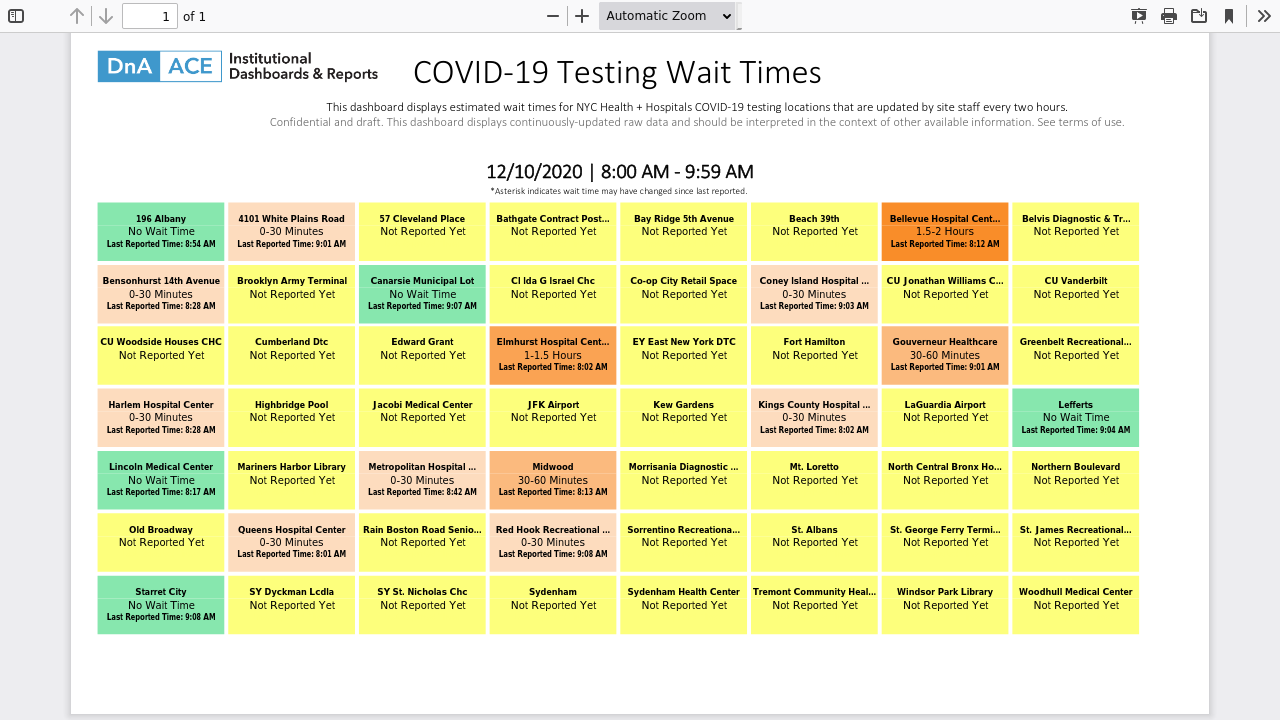 1 of 1 Automatic Zoom
DnA ACE Institutional Dashboards & Reports
COVID-19 Testing Wait Times
This dashboard displays estimated wait times for NYC Health + Hospitals COVID-19 testing locations that are updated by site staff every two hours.
Confidential and draft. This dashboard displays continuously-updated raw data and should be interpreted in the context of other available information. See terms of use.
12/10/2020 | 8:00 AM - 9:59 AM
*Asterisk indicates wait time may have changed since last reported.
196 Albany
No Wait Time
Last Reported Time: 8:54 AM
4101 White Plains Road
0-30 Minutes
Last Reported Time: 9:01 AM
57 Cleveland Place
Not Reported Yet
Bathgate Contract Post...
Not Reported Yet
Bay Ridge 5th Avenue
Not Reported Yet
Beach 39th
Not Reported Yet
Bellevue Hospital Cent...
1.5-2 Hours
Last Reported Time: 8:12 AM
Belvis Diagnostic & Tr...
Not Reported Yet
Bensonhurst 14th Avenue
0-30 Minutes
Last Reported Time: 8:28 AM
Brooklyn Army Terminal
Not Reported Yet
Canarsie Municipal Lot
No Wait Time
Last Reported Time: 9:07 AM
CI Ida G Israel Chc
Not Reported Yet
Co-op City Retail Space
Not Reported Yet
Coney Island Hospital ...
0-30 Minutes
Last Reported Time: 9:03 AM
CU Jonathan Williams C...
Not Reported Yet
CU Vanderbilt
Not Reported Yet
CU Woodside Houses CHC
Not Reported Yet
Cumberland Dtc
Not Reported Yet
Edward Grant
Not Reported Yet
Elmhurst Hospital Cent...
1-1.5 Hours
Last Reported Time: 8:02 AM
EY East New York DTC
Not Reported Yet
Fort Hamilton
Not Reported Yet
Gouverneur Healthcare
30-60 Minutes
Last Reported Time: 9:01 AM
Greenbelt Recreational...
Not Reported Yet
Harlem Hospital Center
0-30 Minutes
Last Reported Time: 8:28 AM
Highbridge Pool
Not Reported Yet
Jacobi Medical Center
Not Reported Yet
JFK Airport
Not Reported Yet
Kew Gardens
Not Reported Yet
Kings County Hospital ...
0-30 Minutes
Last Reported Time: 8:02 AM
LaGuardia Airport
Not Reported Yet
Lefferts
No Wait Time
Last Reported Time: 9:04 AM
Lincoln Medical Center
No Wait Time
Last Reported Time: 8:17 AM
Mariners Harbor Library
Not Reported Yet
Metropolitan Hospital ...
0-30 Minutes
Last Reported Time: 8:42 AM
Midwood
30-60 Minutes
Last Reported Time: 8:13 AM
Morrisania Diagnostic ...
Not Reported Yet
Mt. Loretto
Not Reported Yet
North Central Bronx Ho...
Not Reported Yet
Northern Boulevard
Not Reported Yet
Old Broadway
Not Reported Yet
Queens Hospital Center
0-30 Minutes
Last Reported Time: 8:01 AM
Rain Boston Road Senio...
Not Reported Yet
Red Hook Recreational ...
0-30 Minutes
Last Reported Time: 9:08 AM
Sorrentino Recreationa...
Not Reported Yet
St. Albans
Not Reported Yet
St. George Ferry Termi...
Not Reported Yet
St. James Recreational...
Not Reported Yet
Starret City
No Wait Time
Last Reported Time: 9:08 AM
SY Dyckman Lcdla
Not Reported Yet
SY St. Nicholas Chc
Not Reported Yet
Sydenham
Not Reported Yet
Sydenham Health Center
Not Reported Yet
Tremont Community Heal...
Not Reported Yet
Windsor Park Library
Not Reported Yet
Woodhull Medical Center
Not Reported Yet